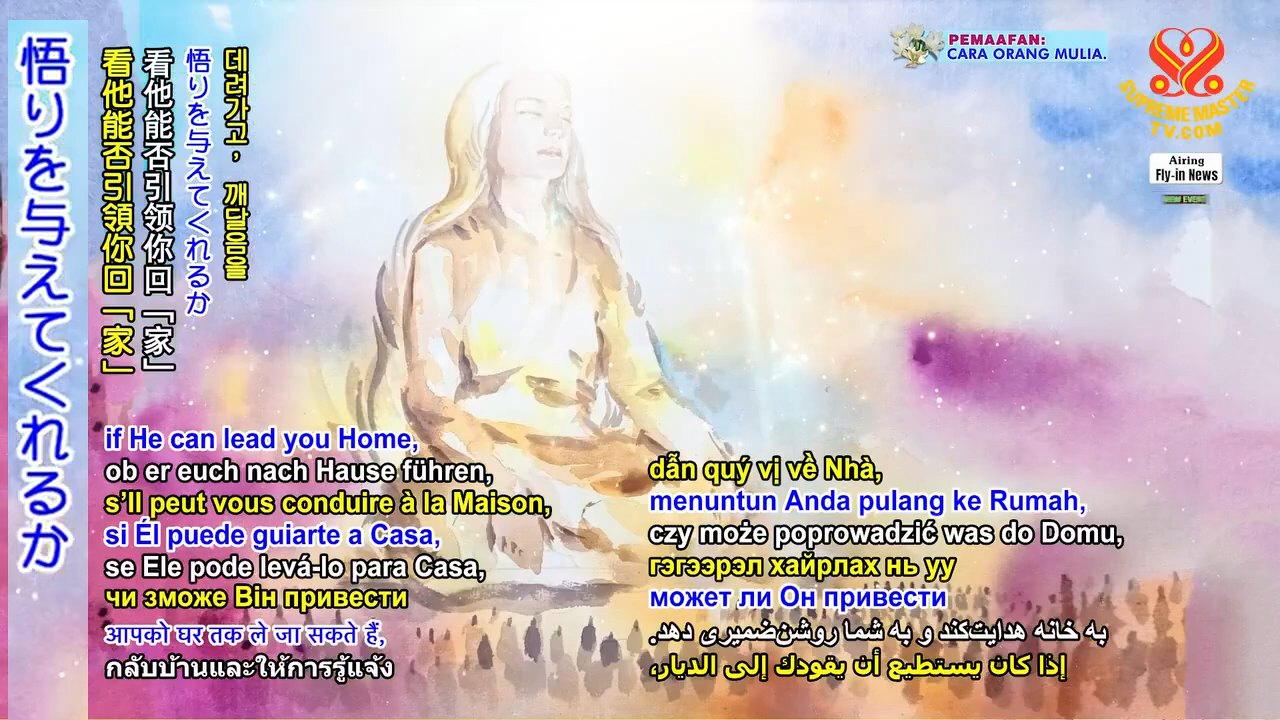 悟りを与えてくれるか
看他能否引領你回「家」
看他能否引领你回「家」
悟りを与えてくれるか
데려가고, 깨달음을
PEMAAFAN:
CARA ORANG MULIA.
SUPREME MASTER
TV.COM
Airing
Fly-in News
NEW EVENT
if He can lead you Home,
ob er euch nach Hause führen,
s’Il peut vous conduire à la Maison,
si Él puede guiarte a Casa,
se Ele pode levá-lo para Casa,
чи зможе Він привести
आपको घर तक ले जा सकते हैं,
กลับบ้านและให้การรู้แจ้ง
dẫn quý vị về Nhà,
menuntun Anda pulang ke Rumah,
czy może poprowadzić was do Domu,
гэгээрэл хайрлах нь уу
может ли Он привести
به خانه هدایت‌کند و به شما روشن‌ضمیری دهد.
إذا كان يستطيع أن يقودك إلى الديار،